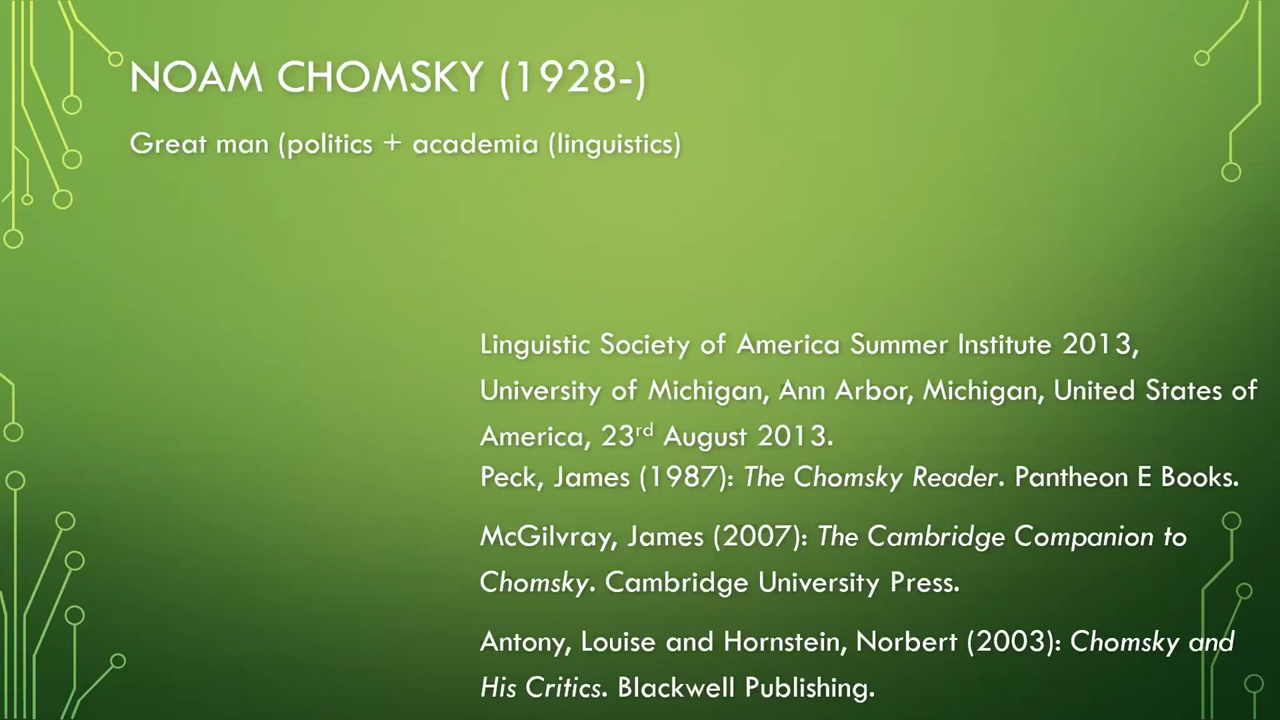 NOAM CHOMSKY (1928-)
Great man (politics + academia (linguistics)
Linguistic Society of America Summer Institute 2013,
University of Michigan, Ann Arbor, Michigan, United States of
America, 23rd August 2013.
Peck, James (1987): The Chomsky Reader. Pantheon E Books.
McGilvray, James (2007): The Cambridge Companion to
Chomsky. Cambridge University Press.
Antony, Louise and Hornstein, Norbert (2003): Chomsky and
His Critics. Blackwell Publishing.